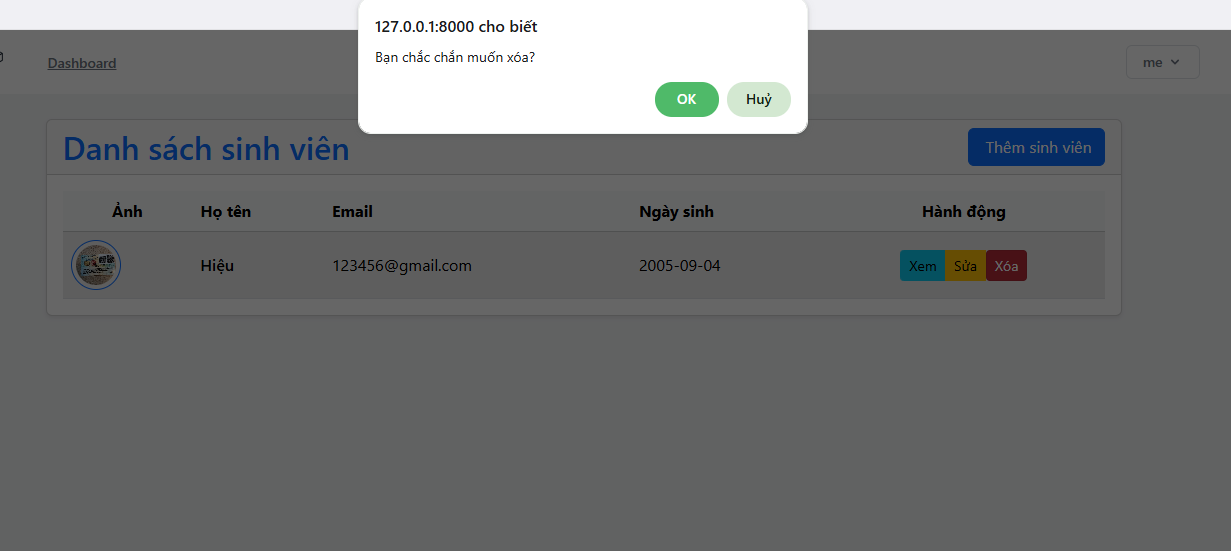 127.0.0.1:8000 cho biết
Bạn chắc chắn muốn xóa?
OK Huỷ
Dashboard me
Danh sách sinh viên Thêm sinh viên
Ảnh Họ tên Email Ngày sinh Hành động
Hiệu 123456@gmail.com 2005-09-04 Xem Sửa Xóa